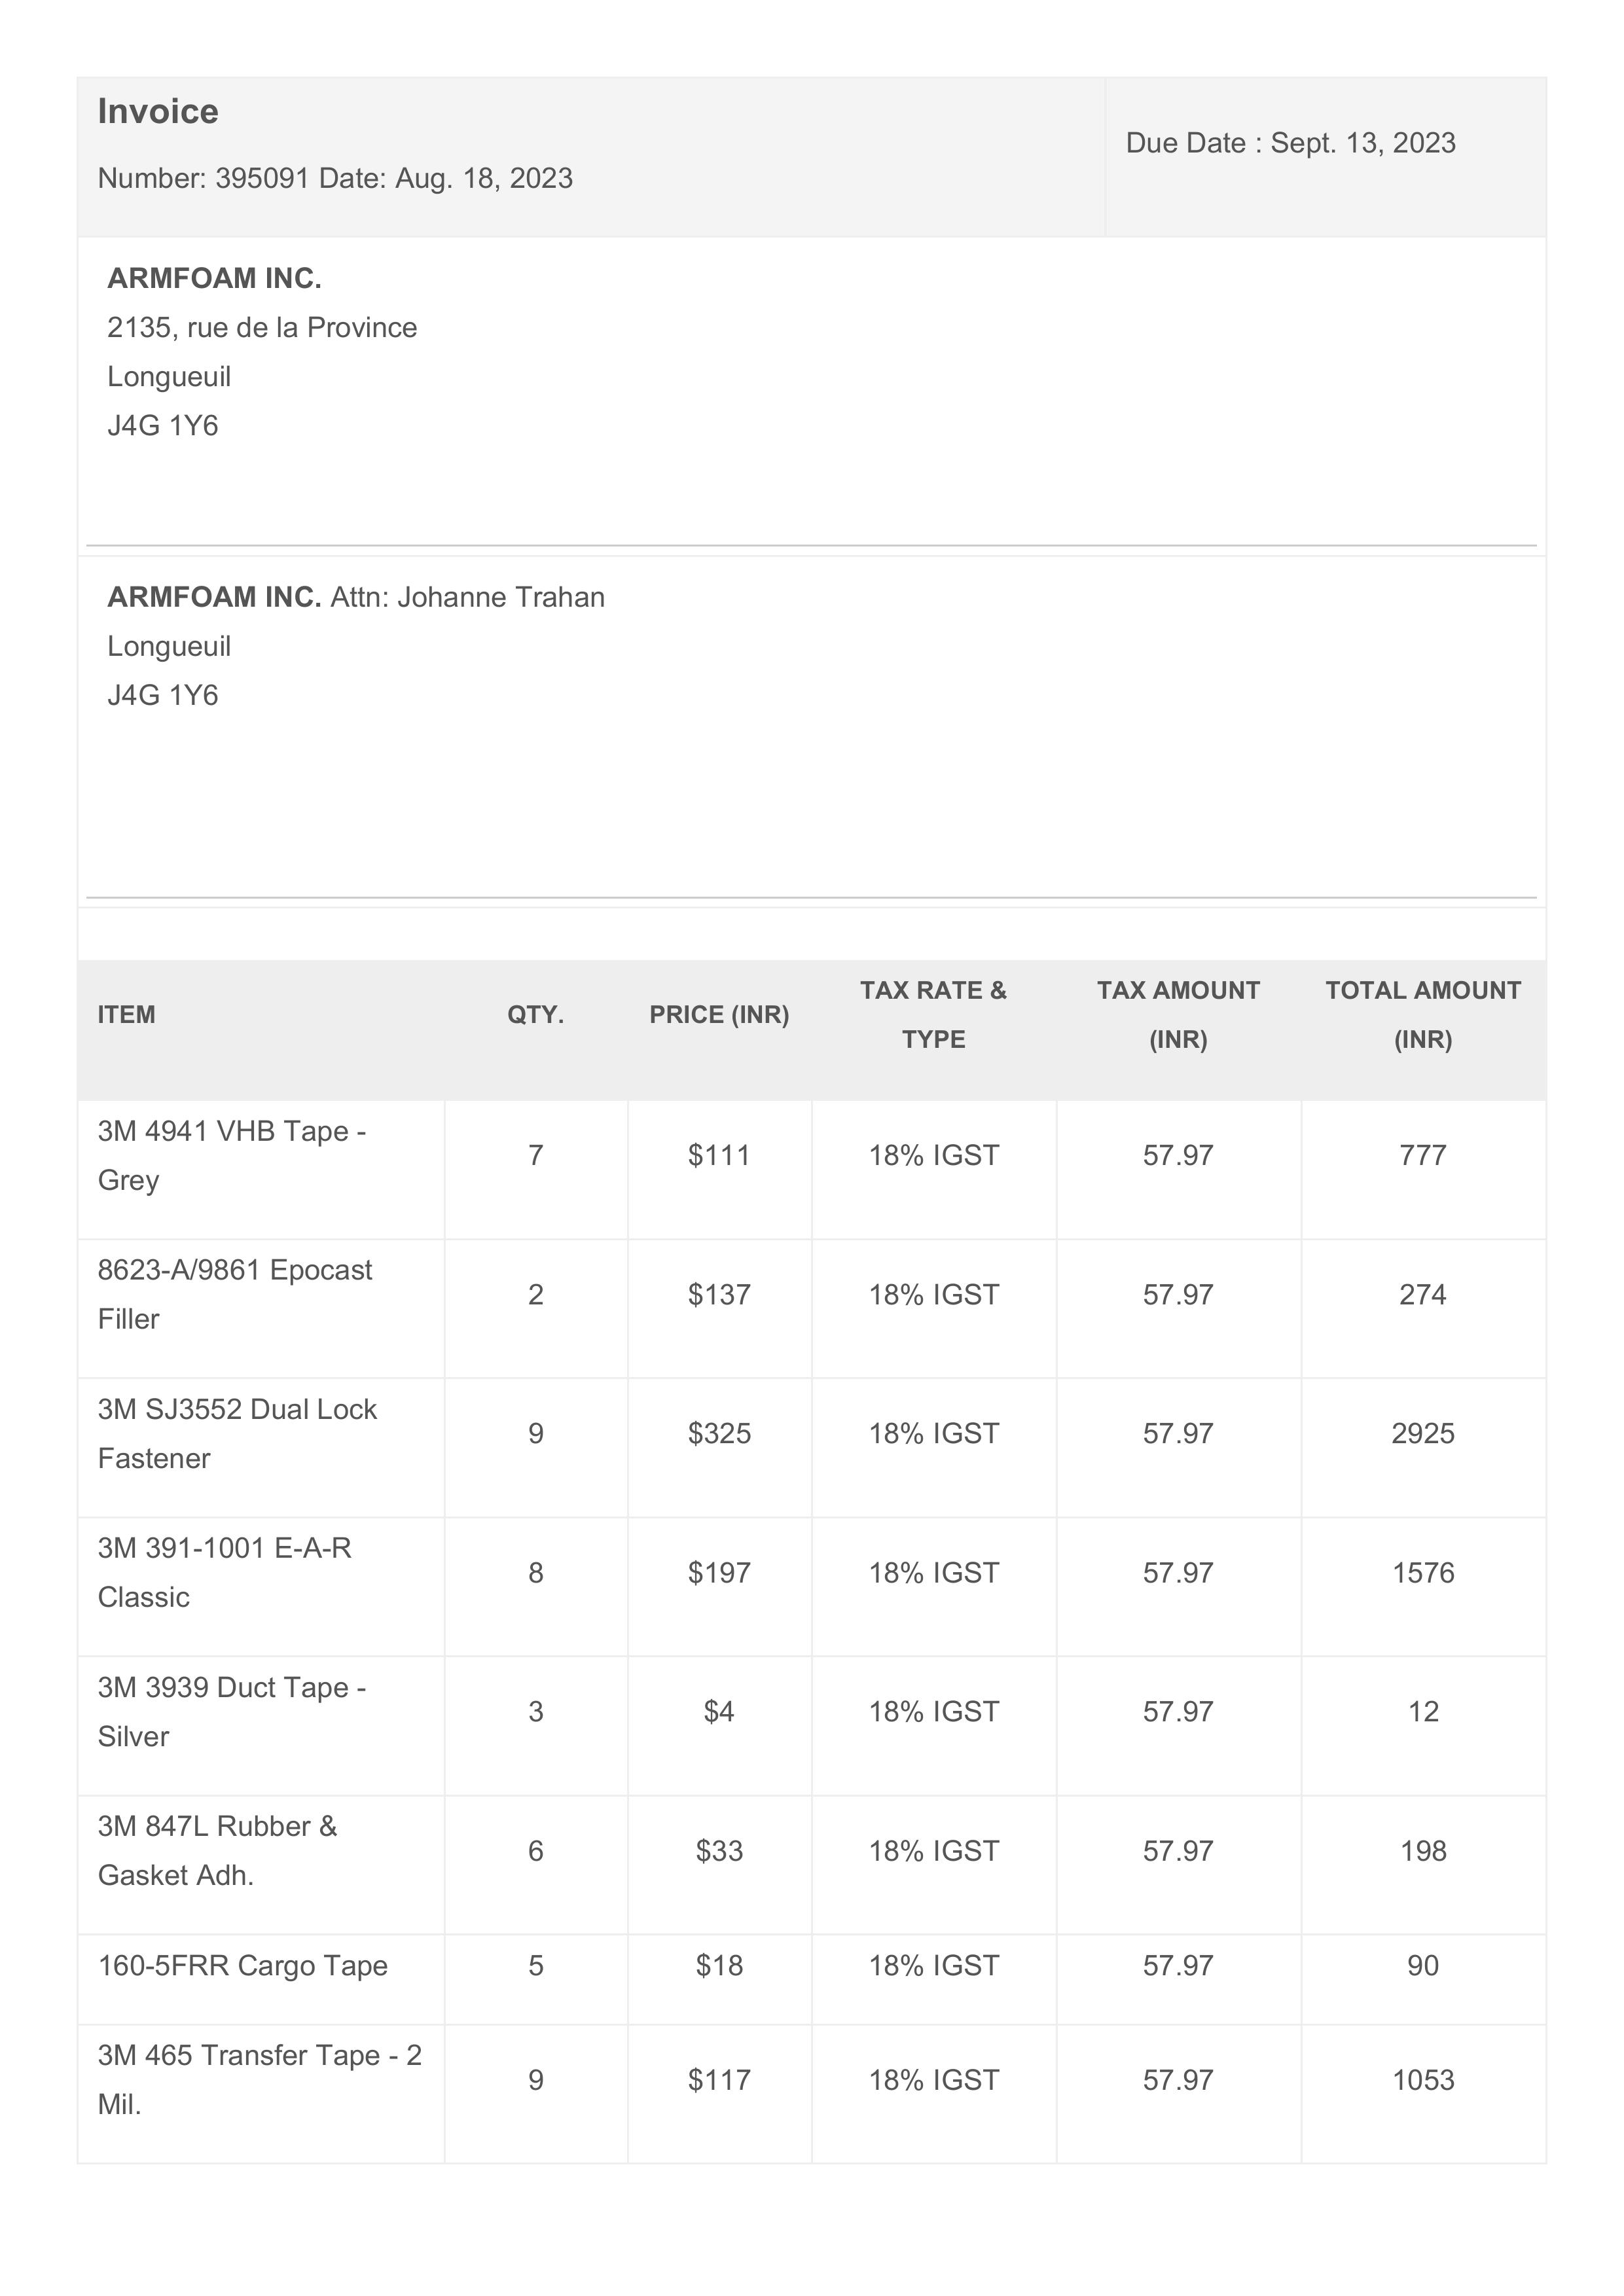 Invoice
Number: 395091 Date: Aug. 18, 2023
Due Date : Sept. 13, 2023
ARMFOAM INC.
2135, rue de la Province
Longueuil
J4G 1Y6
ARMFOAM INC. Attn: Johanne Trahan
Longueuil
J4G 1Y6
ITEM QTY. PRICE (INR) TAX RATE & TYPE TAX AMOUNT (INR) TOTAL AMOUNT (INR)
3M 4941 VHB Tape - Grey 7 $111 18% IGST 57.97 777
8623-A/9861 Epocast Filler 2 $137 18% IGST 57.97 274
3M SJ3552 Dual Lock Fastener 9 $325 18% IGST 57.97 2925
3M 391-1001 E-A-R Classic 8 $197 18% IGST 57.97 1576
3M 3939 Duct Tape - Silver 3 $4 18% IGST 57.97 12
3M 847L Rubber & Gasket Adh. 6 $33 18% IGST 57.97 198
160-5FRR Cargo Tape 5 $18 18% IGST 57.97 90
3M 465 Transfer Tape - 2 Mil. 9 $117 18% IGST 57.97 1053